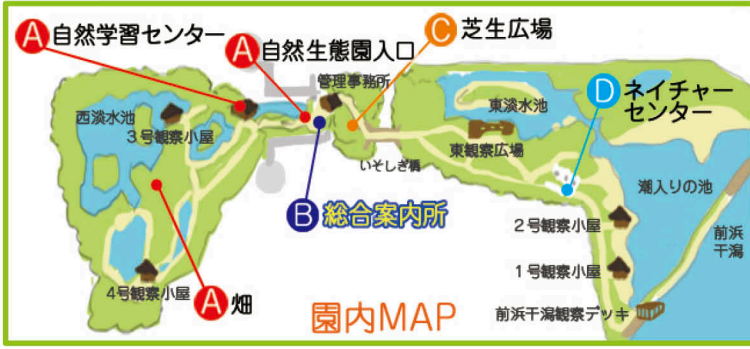 A 自然学習センター
A 自然生態園入口
C 芝生広場
管理事務所
D ネイチャー
センター
西淡水池
3号観察小屋
東淡水池
東観察広場
いそしぎ橋
潮入りの池
B 総合案内所
2号観察小屋
前浜
干潟
1号観察小屋
4号観察小屋
A 畑
園内MAP
前浜干潟観察デッキ